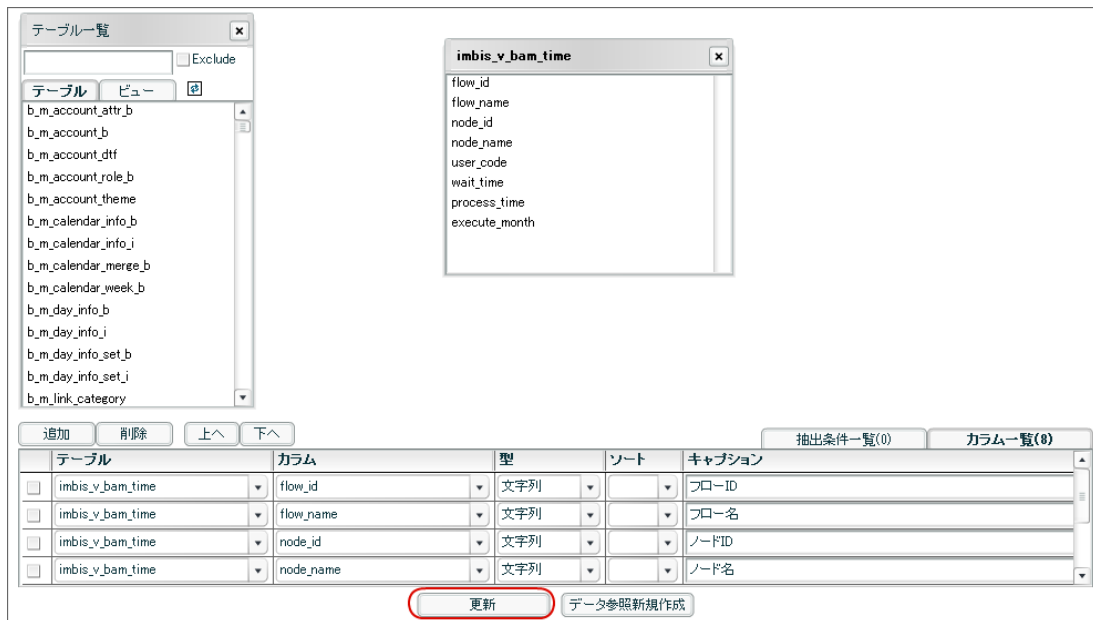 テーブル一覧
Exclude
テーブル ビュー
b_m_account_attr_b
b_m_account_b
b_m_account_dtf
b_m_account_role_b
b_m_account_theme
b_m_calendar_info_b
b_m_calendar_info_i
b_m_calendar_merge_b
b_m_calendar_week_b
b_m_day_info_b
b_m_day_info_i
b_m_day_info_set_b
b_m_day_info_set_i
b_m_link_category
imbis_v_bam_time
flow_id
flow_name
node_id
node_name
user_code
wait_time
process_time
execute_month
追加 削除 上へ 下へ 抽出条件一覧(0) カラム一覧(8)
テーブル カラム 型 ソート キャプション
imbis_v_bam_time flow_id 文字列 フローID
imbis_v_bam_time flow_name 文字列 フロー名
imbis_v_bam_time node_id 文字列 ノードID
imbis_v_bam_time node_name 文字列 ノード名
更新 データ参照新規作成